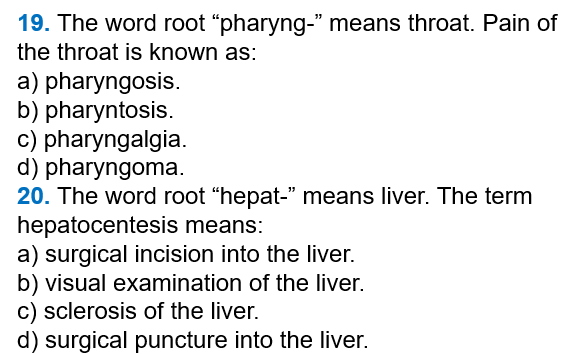 19. The word root “pharyng-” means throat. Pain of
the throat is known as:
a) pharyngosis.
b) pharyntosis.
c) pharyngalgia.
d) pharyngoma.
20. The word root “hepat-” means liver. The term
hepatocentesis means:
a) surgical incision into the liver.
b) visual examination of the liver.
c) sclerosis of the liver.
d) surgical puncture into the liver.